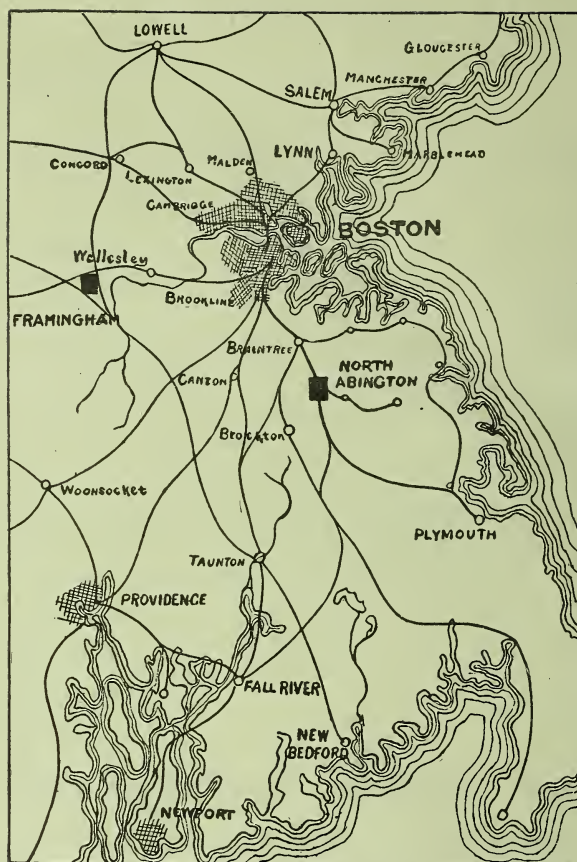 LOWELL
GLOUCESTER
MANCHESTER
SALEM
LYNN
MARBLEHEAD
CONCORD
LEXINGTON
MALDEN
CAMBRIDGE
BOSTON
Wellesley
BROOKLINE
FRAMINGHAM
BRAINTREE
NORTH
ABINGTON
CANTON
BROCKTON
WOONSOCKET
PLYMOUTH
TAUNTON
PROVIDENCE
FALL RIVER
NEW
BEDFORD
NEWPORT